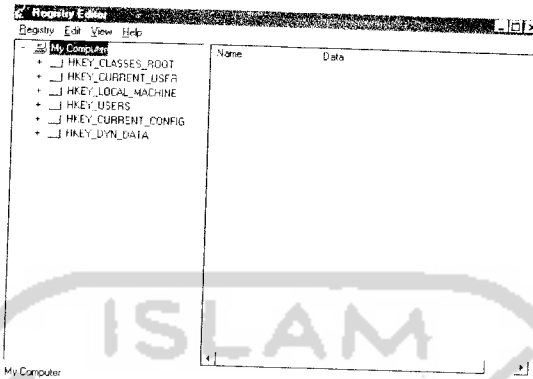 Registry Editor
Registry Edit View Help
My Computer
HKEY_CLASSES_ROOT
HKEY_CURRENT_USER
HKEY_LOCAL_MACHINE
HKEY_USERS
HKEY_CURRENT_CONFIG
HKEY_DYN_DATA
Name Data
ISLAM
My Computer